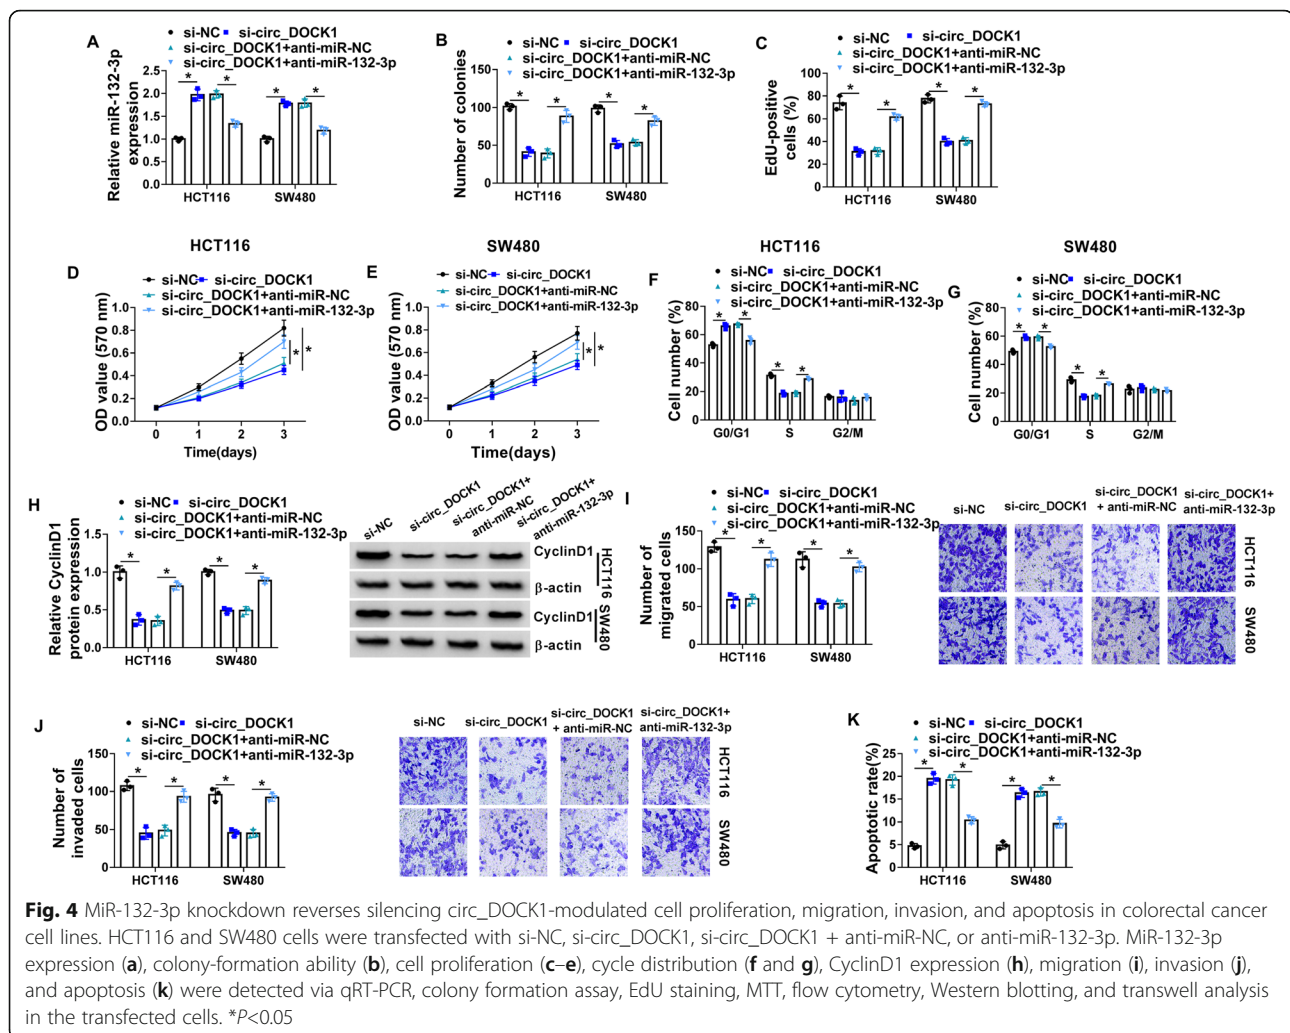 A
si-NC si-circ_DOCK1
si-circ_DOCK1+anti-miR-NC
si-circ_DOCK1+anti-miR-132-3p
Relative miR-132-3p
expression
2.5
2.0
1.5
1.0
0.5
0.0
* * * *
HCT116 SW480
B
si-NC si-circ_DOCK1
si-circ_DOCK1+anti-miR-NC
si-circ_DOCK1+anti-miR-132-3p
Number of colonies
150
100
50
0
* * * *
HCT116 SW480
C
si-NC si-circ_DOCK1
si-circ_DOCK1+anti-miR-NC
si-circ_DOCK1+anti-miR-132-3p
EdU-positive
cells (%)
100
80
60
40
20
0
* * * *
HCT116 SW480
HCT116
D
si-NC si-circ_DOCK1
si-circ_DOCK1+anti-miR-NC
si-circ_DOCK1+anti-miR-132-3p
OD value (570 nm)
1.0
0.8
0.6
0.4
0.2
0.0
* *
0 1 2 3
Time(days)
SW480
E
si-NC si-circ_DOCK1
si-circ_DOCK1+anti-miR-NC
si-circ_DOCK1+anti-miR-132-3p
OD value (570 nm)
1.0
0.8
0.6
0.4
0.2
0.0
* *
0 1 2 3
Time(days)
HCT116
F
si-NC si-circ_DOCK1
si-circ_DOCK1+anti-miR-NC
si-circ_DOCK1+anti-miR-132-3p
Cell number (%)
80
60
40
20
0
* * * *
G0/G1 S G2/M
SW480
G
si-NC si-circ_DOCK1
si-circ_DOCK1+anti-miR-NC
si-circ_DOCK1+anti-miR-132-3p
Cell number (%)
80
60
40
20
0
* * * *
G0/G1 S G2/M
H
si-NC si-circ_DOCK1
si-circ_DOCK1+anti-miR-NC
si-circ_DOCK1+anti-miR-132-3p
Relative CyclinD1
protein expression
1.5
1.0
0.5
0.0
* * * *
HCT116 SW480
si-NC
si-circ_DOCK1
si-circ_DOCK1+
anti-miR-NC
si-circ_DOCK1+
anti-miR-132-3p
CyclinD1
β-actin
HCT116
CyclinD1
β-actin
SW480
I
si-NC si-circ_DOCK1
si-circ_DOCK1+anti-miR-NC
si-circ_DOCK1+anti-miR-132-3p
Number of
migrated cells
150
100
50
0
* * * *
HCT116 SW480
si-NC
si-circ_DOCK1
si-circ_DOCK1
+ anti-miR-NC
si-circ_DOCK1+
anti-miR-132-3p
HCT116
SW480
J
si-NC si-circ_DOCK1
si-circ_DOCK1+anti-miR-NC
si-circ_DOCK1+anti-miR-132-3p
Number of
invaded cells
150
100
50
0
* * * *
HCT116 SW480
si-NC
si-circ_DOCK1
si-circ_DOCK1
+ anti-miR-NC
si-circ_DOCK1+
anti-miR-132-3p
HCT116
SW480
K
si-NC si-circ_DOCK1
si-circ_DOCK1+anti-miR-NC
si-circ_DOCK1+anti-miR-132-3p
Apoptotic rate(%)
25
20
15
10
5
0
* * * *
HCT116 SW480
Fig. 4 MiR-132-3p knockdown reverses silencing circ_DOCK1-modulated cell proliferation, migration, invasion, and apoptosis in colorectal cancer
cell lines. HCT116 and SW480 cells were transfected with si-NC, si-circ_DOCK1, si-circ_DOCK1 + anti-miR-NC, or anti-miR-132-3p. MiR-132-3p
expression (a), colony-formation ability (b), cell proliferation (c–e), cycle distribution (f and g), CyclinD1 expression (h), migration (i), invasion (j),
and apoptosis (k) were detected via qRT-PCR, colony formation assay, EdU staining, MTT, flow cytometry, Western blotting, and transwell analysis
in the transfected cells. *P<0.05